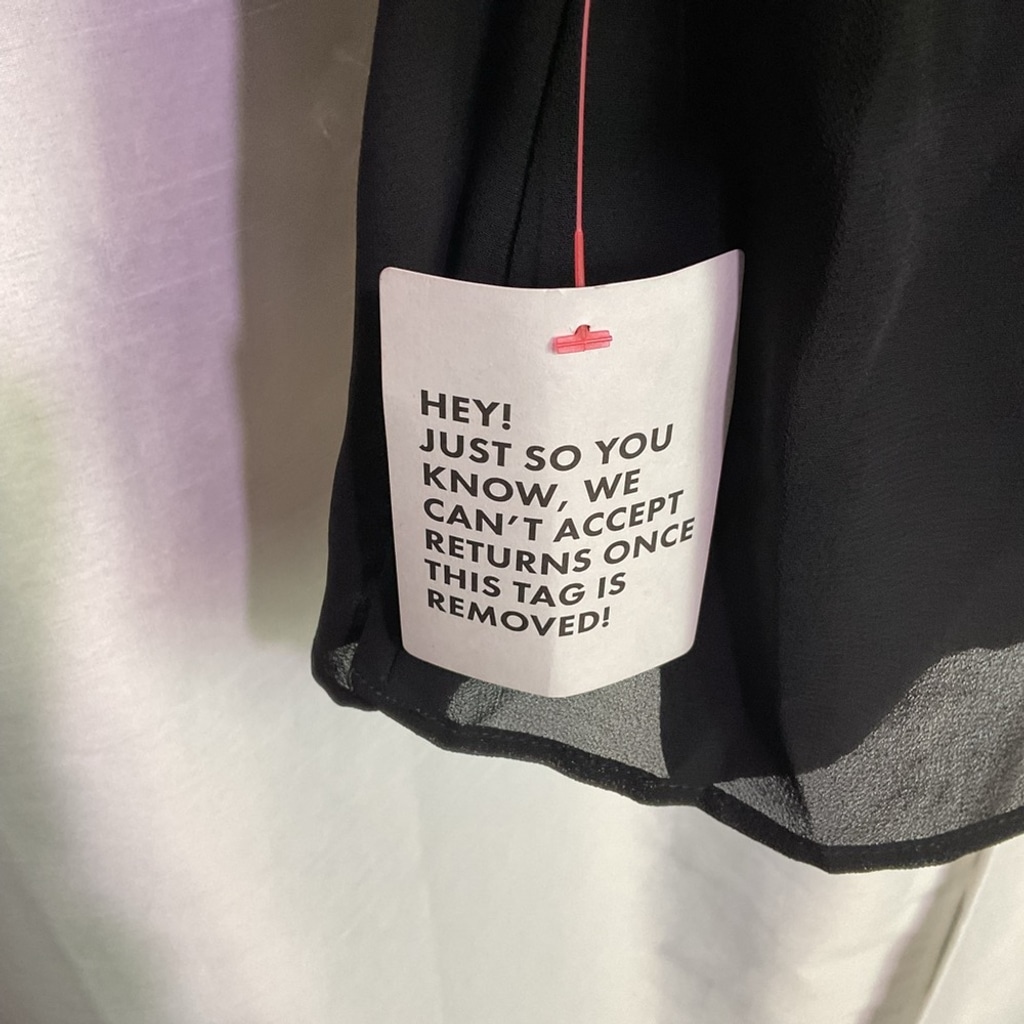 HEY!
JUST SO YOU
KNOW, WE
CAN'T ACCEPT
RETURNS ONCE
THIS TAG IS
REMOVED!